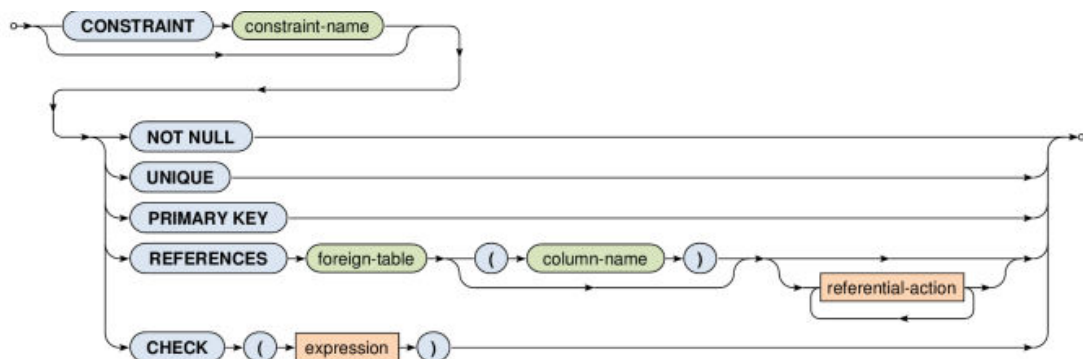 CONSTRAINT constraint-name
NOT NULL
UNIQUE
PRIMARY KEY
REFERENCES foreign-table ( column-name )
referential-action
CHECK ( expression )